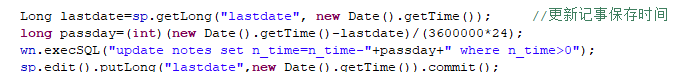 Long lastdate=sp.getLong("lastdate", new Date().getTime()); //更新记事保存时间
long passday=(int)(new Date().getTime()-lastdate)/(3600000*24);
wn.execSQL("update notes set n_time=n_time-"+passday+" where n_time>0");
sp.edit().putLong("lastdate",new Date().getTime()).commit();